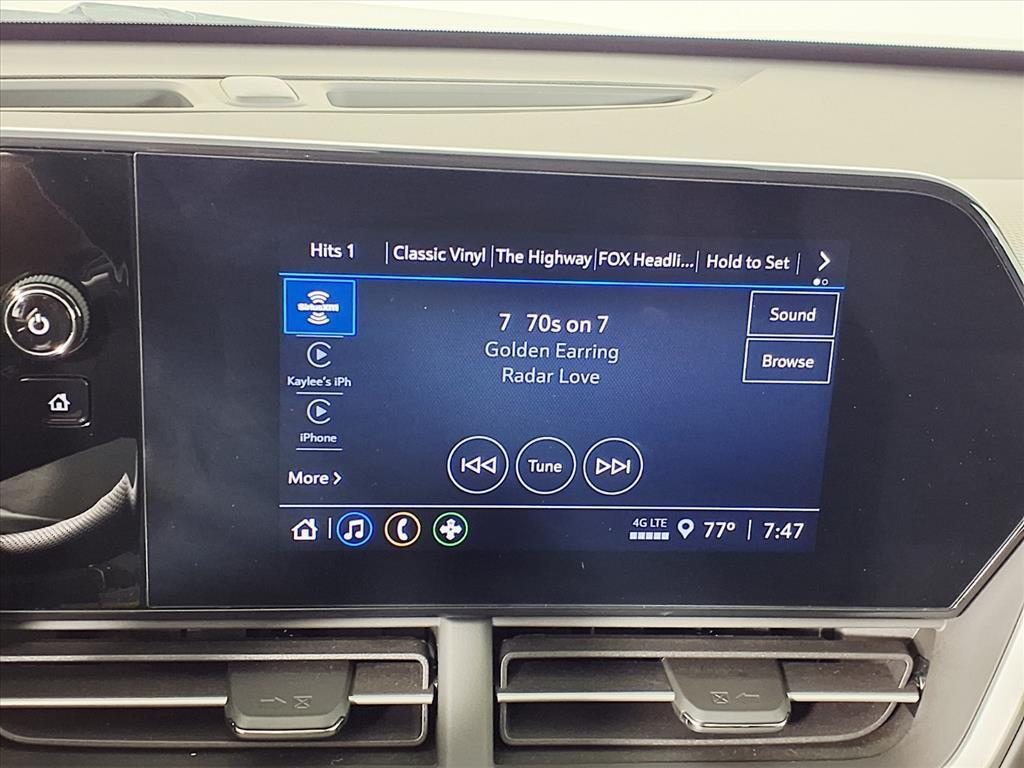 Hits 1
Classic Vinyl
The Highway
FOX Headli...
Hold to Set
SiriusXM
7 70s on 7
Golden Earring
Radar Love
Sound
Browse
Kaylee's iPh
iPhone
More
Tune
4G LTE
77°
7:47